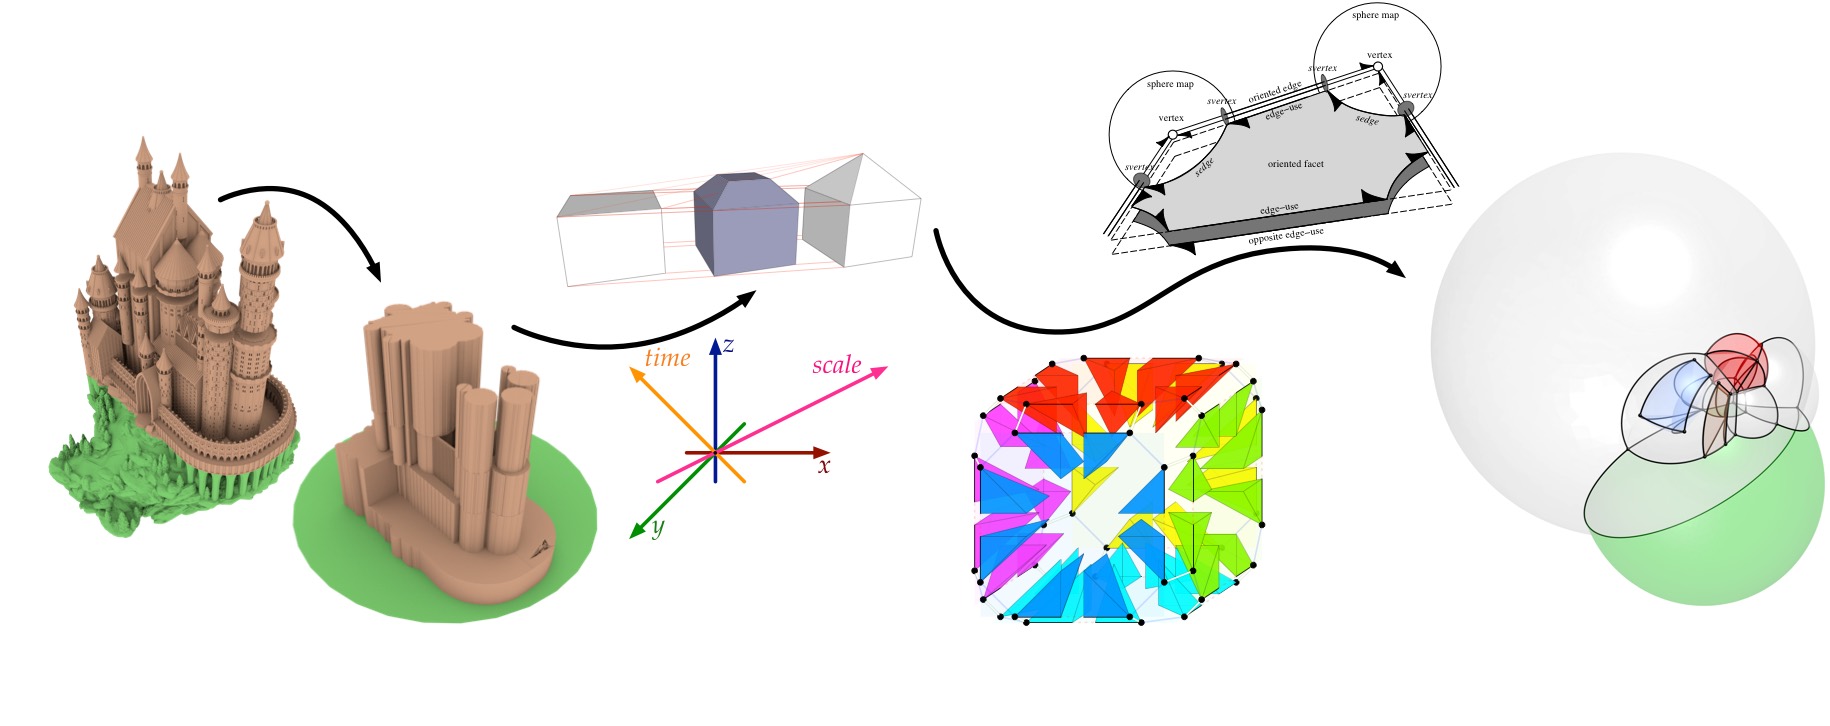 sphere map
vertex
svertex
svertex
oriented edge
edge-use
sedge
sphere map
svertex
vertex
svertex
sedge
oriented facet
edge-use
opposite edge-use
time
z
scale
x
y